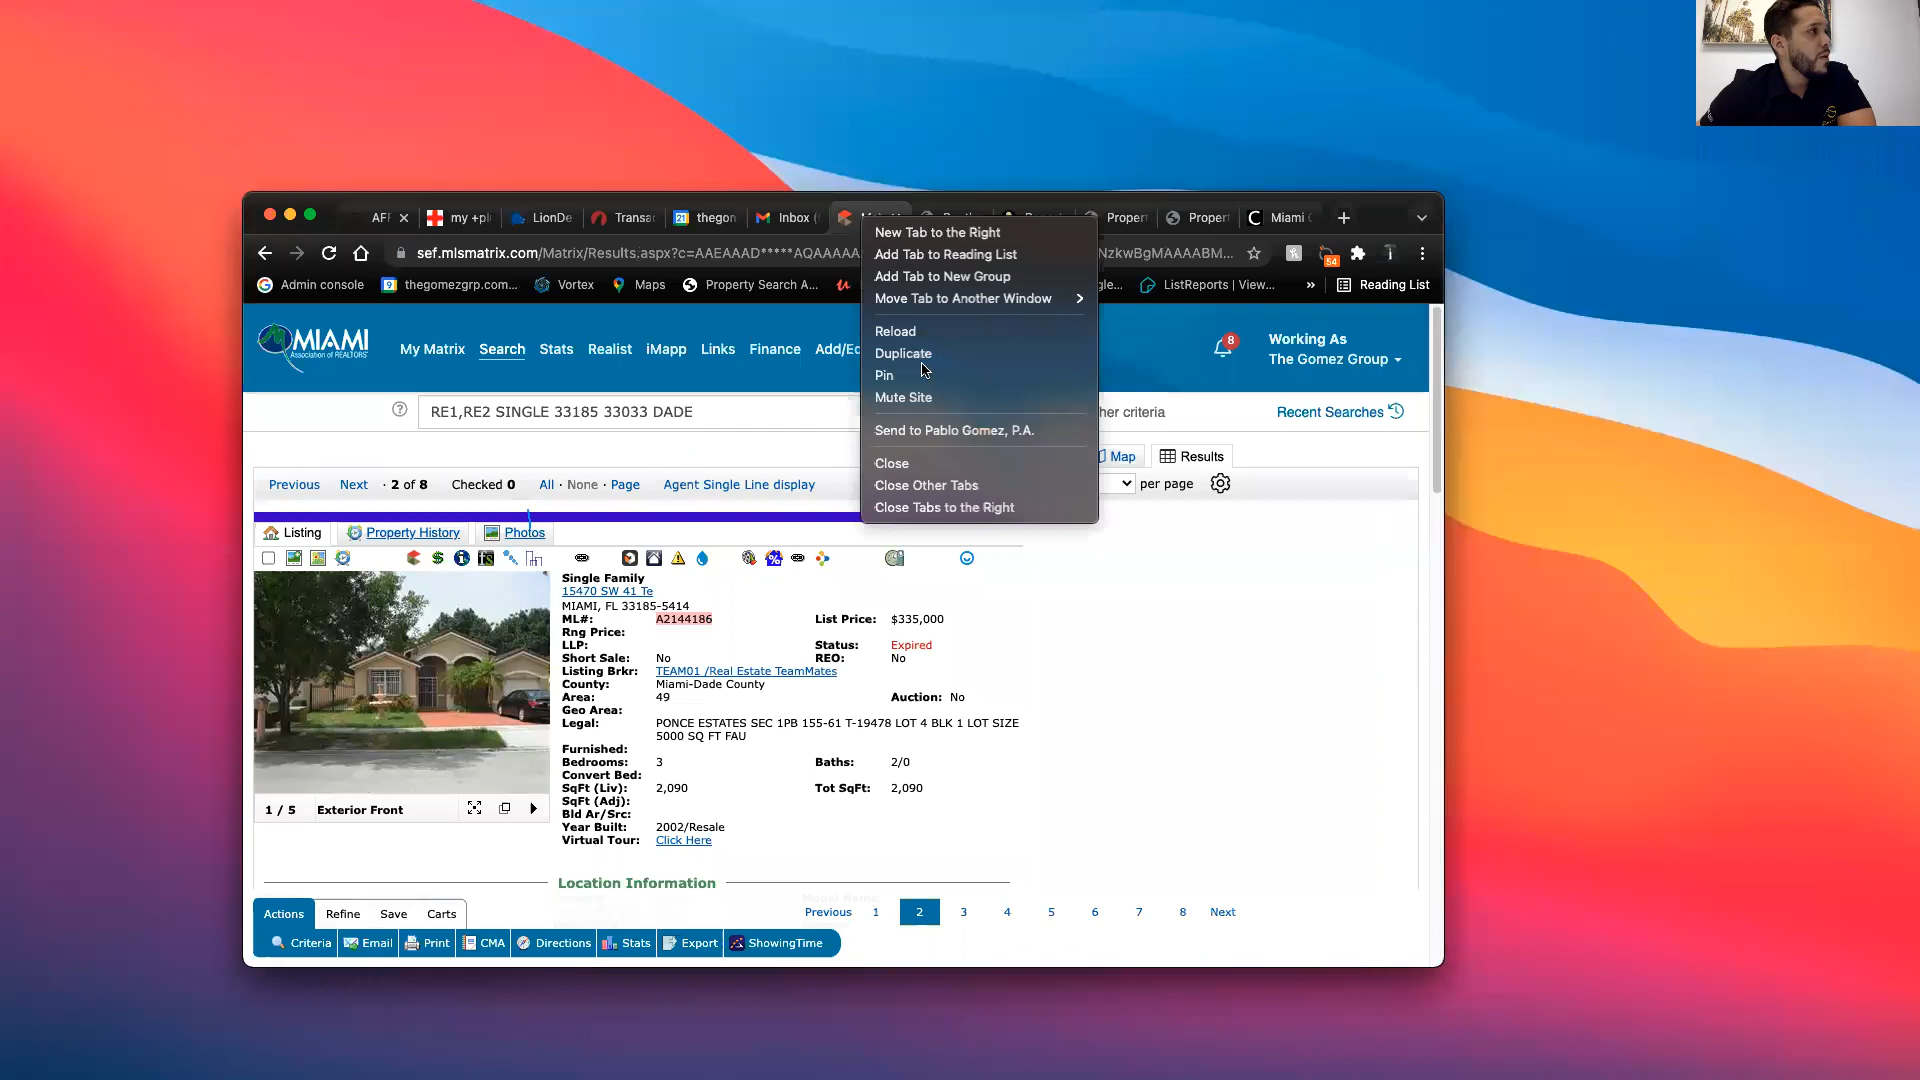 AFF
my +pl
LionDe
Transac
21
thegon
Inbox (
Propert
Propert
Miami
sef.mlsmatrix.com/Matrix/Results.aspx?c=AAEAAAD*****AQAAAAA
NzkwBgMAAAABM...
54
Admin console
9
thegomezgrp.com...
Vortex
Maps
Property Search A...
gle...
ListReports | View...
»
Reading List
New Tab to the Right
Add Tab to Reading List
Add Tab to New Group
Move Tab to Another Window
Reload
Duplicate
Pin
Mute Site
Send to Pablo Gomez, P.A.
Close
Close Other Tabs
Close Tabs to the Right
MIAMI
Association of REALTORS®
My Matrix
Search
Stats
Realist
iMapp
Links
Finance
Add/Ed
8
Working As
The Gomez Group
RE1,RE2 SINGLE 33185 33033 DADE
her criteria
Recent Searches
Map
Results
Previous Next · 2 of 8 Checked 0 All · None · Page Agent Single Line display
per page
Listing
Property History
Photos
Single Family
15470 SW 41 Te
MIAMI, FL 33185-5414
ML#: A2144186 List Price: $335,000
Rng Price:
LLP: Status: Expired
Short Sale: No REO: No
Listing Brkr: TEAM01 /Real Estate TeamMates
County: Miami-Dade County
Area: 49 Auction: No
Geo Area:
Legal: PONCE ESTATES SEC 1PB 155-61 T-19478 LOT 4 BLK 1 LOT SIZE
5000 SQ FT FAU
Furnished:
Bedrooms: 3 Baths: 2/0
Convert Bed:
SqFt (Liv): 2,090 Tot SqFt: 2,090
SqFt (Adj):
Bld Ar/Src:
Year Built: 2002/Resale
Virtual Tour: Click Here
1 / 5 Exterior Front
Location Information
Model Name:
Previous 1 2 3 4 5 6 7 8 Next
Actions Refine Save Carts
Criteria Email Print CMA Directions Stats Export ShowingTime